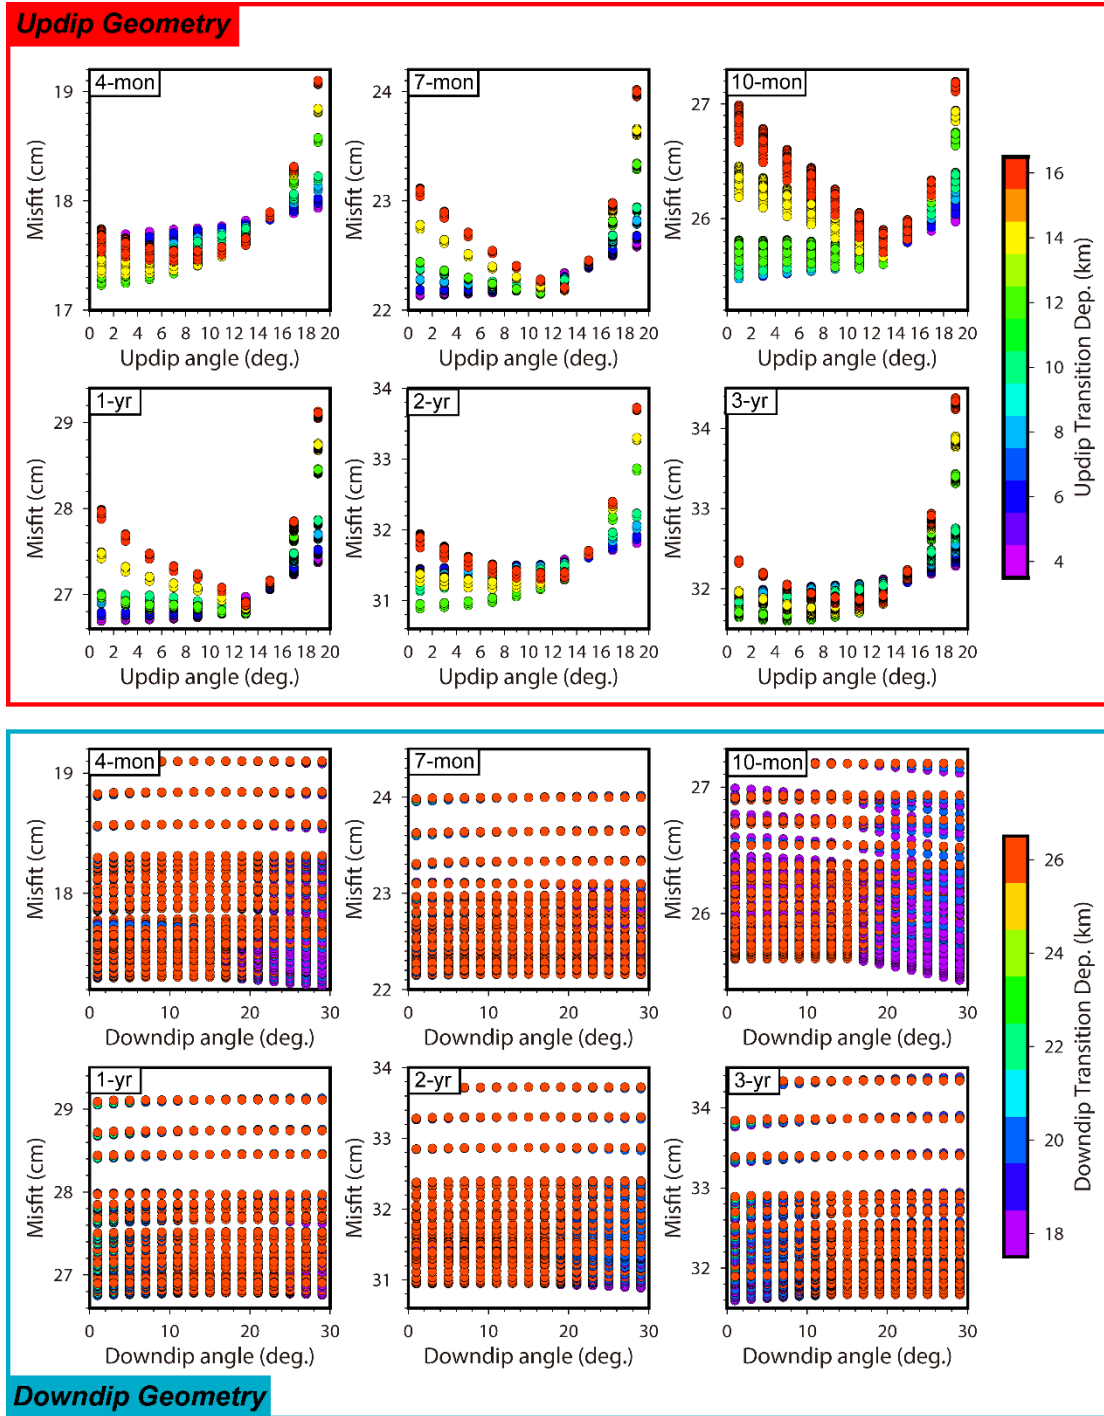 Updip Geometry
4-mon
7-mon
10-mon
19
18
17
Misfit (cm)
0 2 4 6 8 10 12 14 16 18 20
Updip angle (deg.)
24
23
22
Misfit (cm)
0 2 4 6 8 10 12 14 16 18 20
Updip angle (deg.)
27
26
Misfit (cm)
0 2 4 6 8 10 12 14 16 18 20
Updip angle (deg.)
1-yr
2-yr
3-yr
29
28
27
Misfit (cm)
0 2 4 6 8 10 12 14 16 18 20
Updip angle (deg.)
34
33
32
31
Misfit (cm)
0 2 4 6 8 10 12 14 16 18 20
Updip angle (deg.)
34
33
32
Misfit (cm)
0 2 4 6 8 10 12 14 16 18 20
Updip angle (deg.)
16
14
12
10
8
6
4
Updip Transition Dep. (km)
4-mon
7-mon
10-mon
19
18
Misfit (cm)
0 10 20 30
Downdip angle (deg.)
24
23
22
Misfit (cm)
0 10 20 30
Downdip angle (deg.)
27
26
Misfit (cm)
0 10 20 30
Downdip angle (deg.)
1-yr
2-yr
3-yr
29
28
27
Misfit (cm)
0 10 20 30
Downdip angle (deg.)
34
33
32
31
Misfit (cm)
0 10 20 30
Downdip angle (deg.)
34
33
32
Misfit (cm)
0 10 20 30
Downdip angle (deg.)
26
24
22
20
18
Downdip Transition Dep. (km)
Downdip Geometry